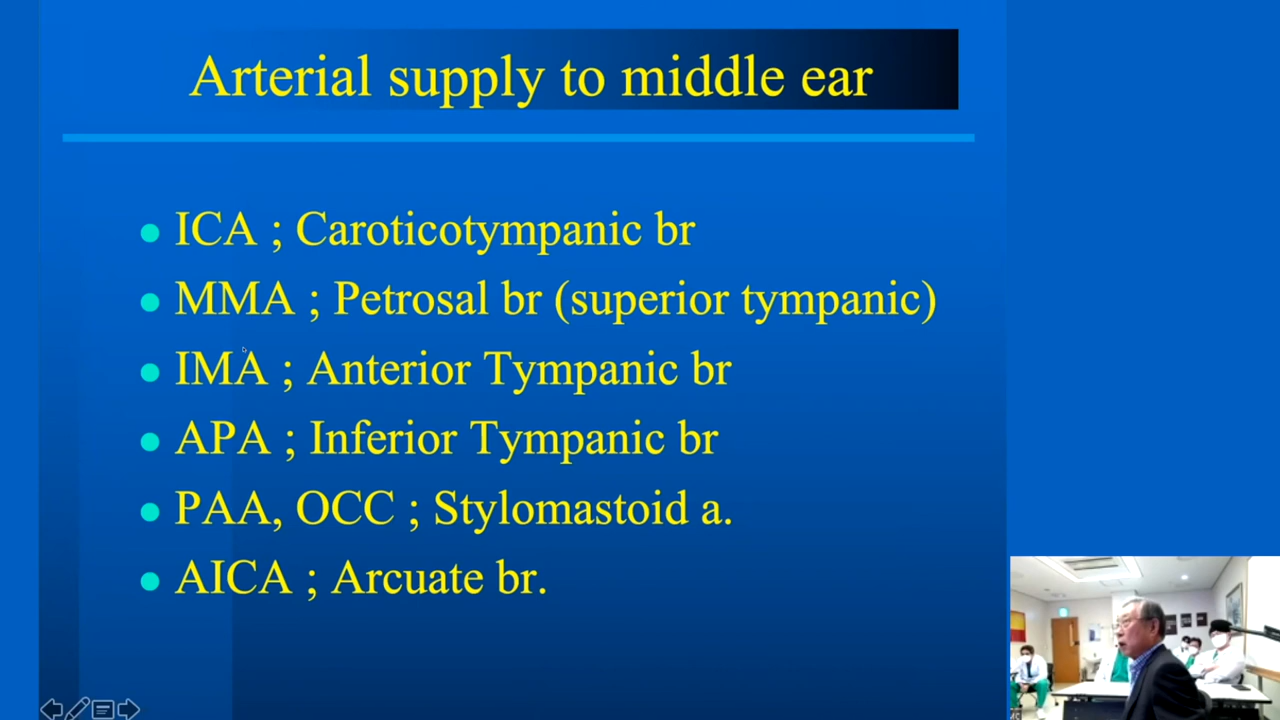 Arterial supply to middle ear
ICA ; Caroticotympanic br
MMA ; Petrosal br (superior tympanic)
IMA ; Anterior Tympanic br
APA ; Inferior Tympanic br
PAA, OCC ; Stylomastoid a.
AICA ; Arcuate br.